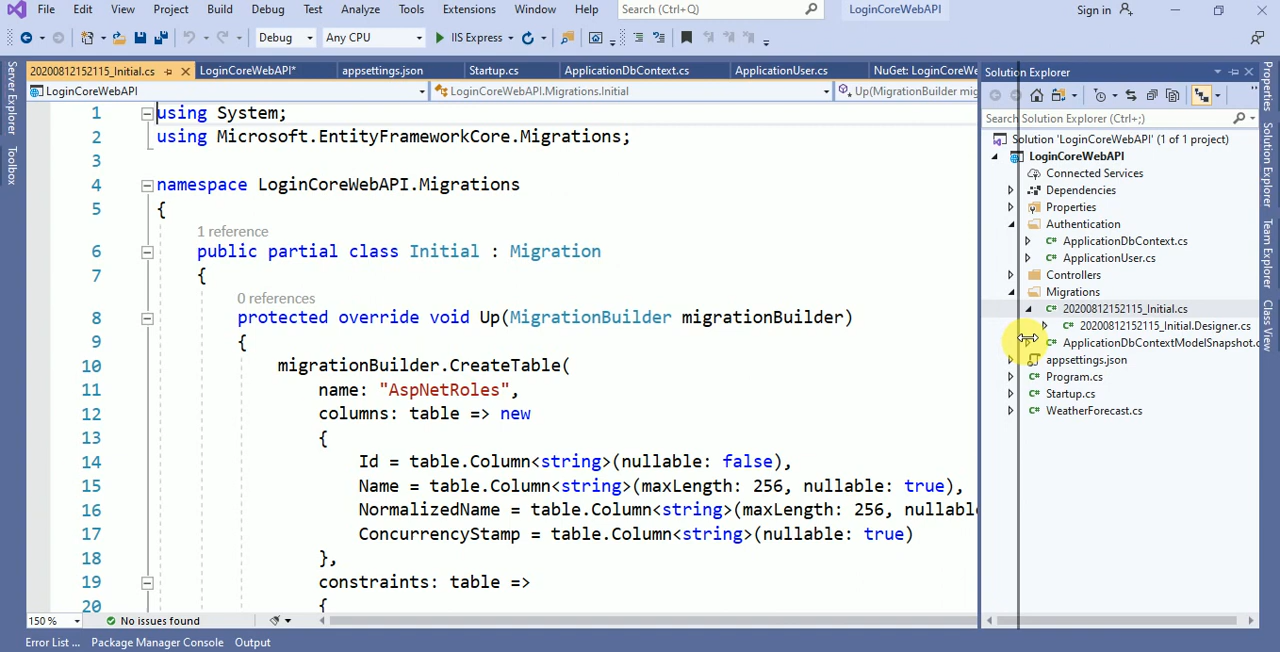 File Edit View Project Build Debug Test Analyze Tools Extensions Window Help Search (Ctrl+Q) LoginCoreWebAPI Sign in
Debug Any CPU IIS Express
20200812152115_Initial.cs LoginCoreWebAPI* appsettings.json Startup.cs ApplicationDbContext.cs ApplicationUser.cs NuGet: LoginCoreWe
LoginCoreWebAPI LoginCoreWebAPI.Migrations.Initial Up(MigrationBuilder mig
1 using System;
2 using Microsoft.EntityFrameworkCore.Migrations;
3
4 namespace LoginCoreWebAPI.Migrations
5 {
1 reference
6 public partial class Initial : Migration
7 {
0 references
8 protected override void Up(MigrationBuilder migrationBuilder)
9 {
10 migrationBuilder.CreateTable(
11 name: "AspNetRoles",
12 columns: table => new
13 {
14 Id = table.Column<string>(nullable: false),
15 Name = table.Column<string>(maxLength: 256, nullable: true),
16 NormalizedName = table.Column<string>(maxLength: 256, nullabl
17 ConcurrencyStamp = table.Column<string>(nullable: true)
18 },
19 constraints: table =>
20 {
150 % No issues found
Error List ... Package Manager Console Output
Server Explorer
Toolbox
Solution Explorer
Search Solution Explorer (Ctrl+;)
Solution 'LoginCoreWebAPI' (1 of 1 project)
LoginCoreWebAPI
Connected Services
Dependencies
Properties
Authentication
ApplicationDbContext.cs
ApplicationUser.cs
Controllers
Migrations
20200812152115_Initial.cs
20200812152115_Initial.Designer.cs
ApplicationDbContextModelSnapshot.c
appsettings.json
Program.cs
Startup.cs
WeatherForecast.cs
Properties
Solution Explorer
Team Explorer
Class View